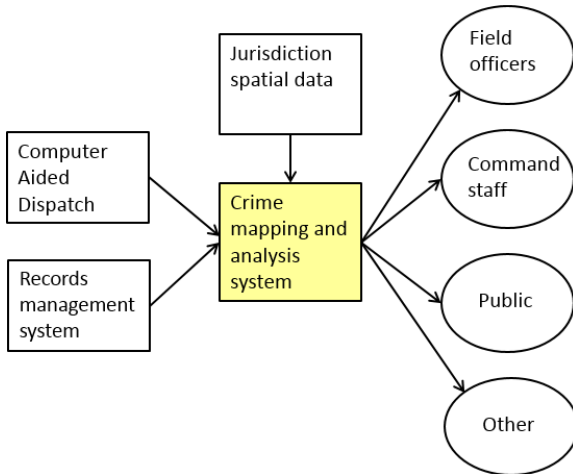 Field
officers
Jurisdiction
spatial data
Computer
Aided
Dispatch
Command
staff
Crime
mapping and
analysis
system
Records
management
system
Public
Other